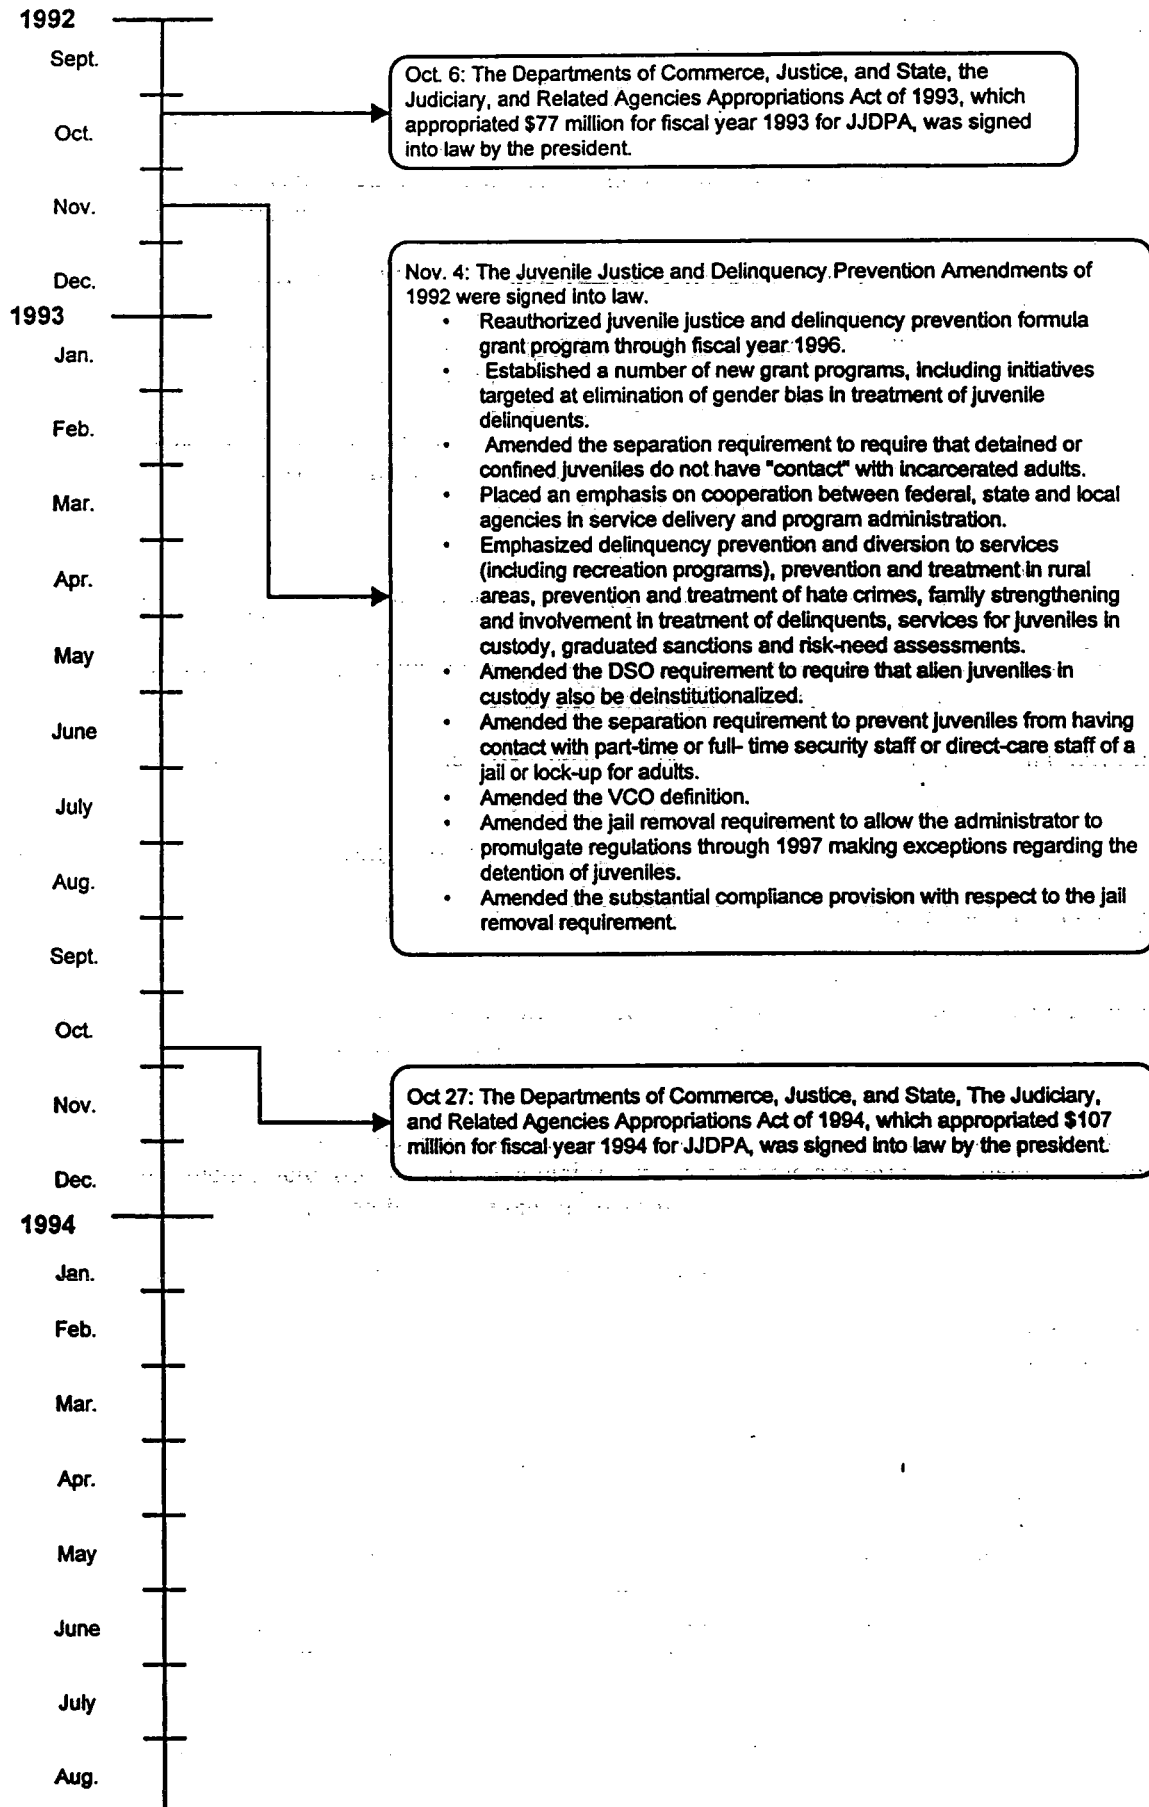 1992
Sept.
Oct.
Nov.
Dec.
1993
Jan.
Feb.
Mar.
Apr.
May
June
July
Aug.
Sept.
Oct.
Nov.
Dec.
1994
Jan.
Feb.
Mar.
Apr.
May
June
July
Aug.
Oct. 6: The Departments of Commerce, Justice, and State, the
Judiciary, and Related Agencies Appropriations Act of 1993, which
appropriated $77 million for fiscal year 1993 for JJDPA, was signed
into law by the president.
Nov. 4: The Juvenile Justice and Delinquency Prevention Amendments of
1992 were signed into law.
• Reauthorized juvenile justice and delinquency prevention formula
grant program through fiscal year 1996.
• Established a number of new grant programs, including initiatives
targeted at elimination of gender bias in treatment of juvenile
delinquents.
• Amended the separation requirement to require that detained or
confined juveniles do not have "contact" with incarcerated adults.
• Placed an emphasis on cooperation between federal, state and local
agencies in service delivery and program administration.
• Emphasized delinquency prevention and diversion to services
(including recreation programs), prevention and treatment in rural
areas, prevention and treatment of hate crimes, family strengthening
and involvement in treatment of delinquents, services for juveniles in
custody, graduated sanctions and risk-need assessments.
• Amended the DSO requirement to require that alien juveniles in
custody also be deinstitutionalized.
• Amended the separation requirement to prevent juveniles from having
contact with part-time or full- time security staff or direct-care staff of a
jail or lock-up for adults.
• Amended the VCO definition.
• Amended the jail removal requirement to allow the administrator to
promulgate regulations through 1997 making exceptions regarding the
detention of juveniles.
• Amended the substantial compliance provision with respect to the jail
removal requirement.
Oct 27: The Departments of Commerce, Justice, and State, The Judiciary,
and Related Agencies Appropriations Act of 1994, which appropriated $107
million for fiscal year 1994 for JJDPA, was signed into law by the president.